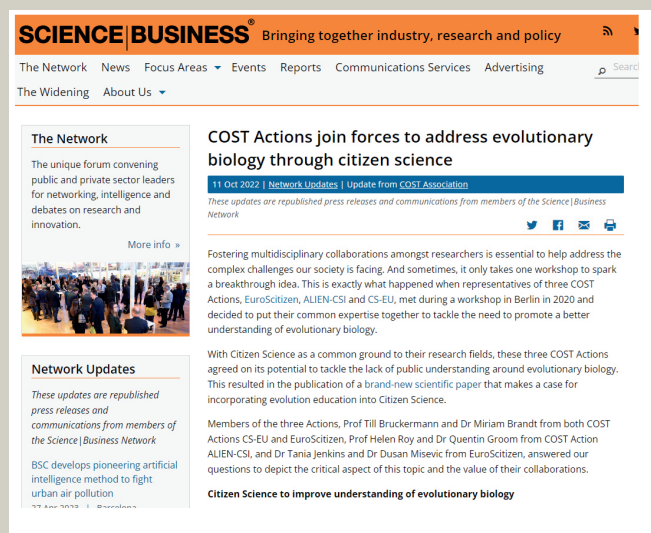 SCIENCE|BUSINESS® Bringing together industry, research and policy
The Network News Focus Areas Events Reports Communications Services Advertising
Searc
The Widening About Us
The Network
The unique forum convening
public and private sector leaders
for networking, intelligence and
debates on research and
innovation.
More info »
Network Updates
These updates are republished
press releases and
communications from members of
the Science|Business Network
BSC develops pioneering artificial
intelligence method to fight
urban air pollution
27 Apr 2023 | Barcelona
COST Actions join forces to address evolutionary
biology through citizen science
11 Oct 2022 | Network Updates | Update from COST Association
These updates are republished press releases and communications from members of the Science|Business
Network
Fostering multidisciplinary collaborations amongst researchers is essential to help address the
complex challenges our society is facing. And sometimes, it only takes one workshop to spark
a breakthrough idea. This is exactly what happened when representatives of three COST
Actions, EuroScitizen, ALIEN-CSI and CS-EU, met during a workshop in Berlin in 2020 and
decided to put their common expertise together to tackle the need to promote a better
understanding of evolutionary biology.
With Citizen Science as a common ground to their research fields, these three COST Actions
agreed on its potential to tackle the lack of public understanding around evolutionary biology.
This resulted in the publication of a brand-new scientific paper that makes a case for
incorporating evolution education into Citizen Science.
Members of the three Actions, Prof Till Bruckermann and Dr Miriam Brandt from both COST
Actions CS-EU and EuroScitizen, Prof Helen Roy and Dr Quentin Groom from COST Action
ALIEN-CSI, and Dr Tania Jenkins and Dr Dusan Misevic from EuroScitizen, answered our
questions to depict the critical aspect of this topic and the value of their collaborations.
Citizen Science to improve understanding of evolutionary biology